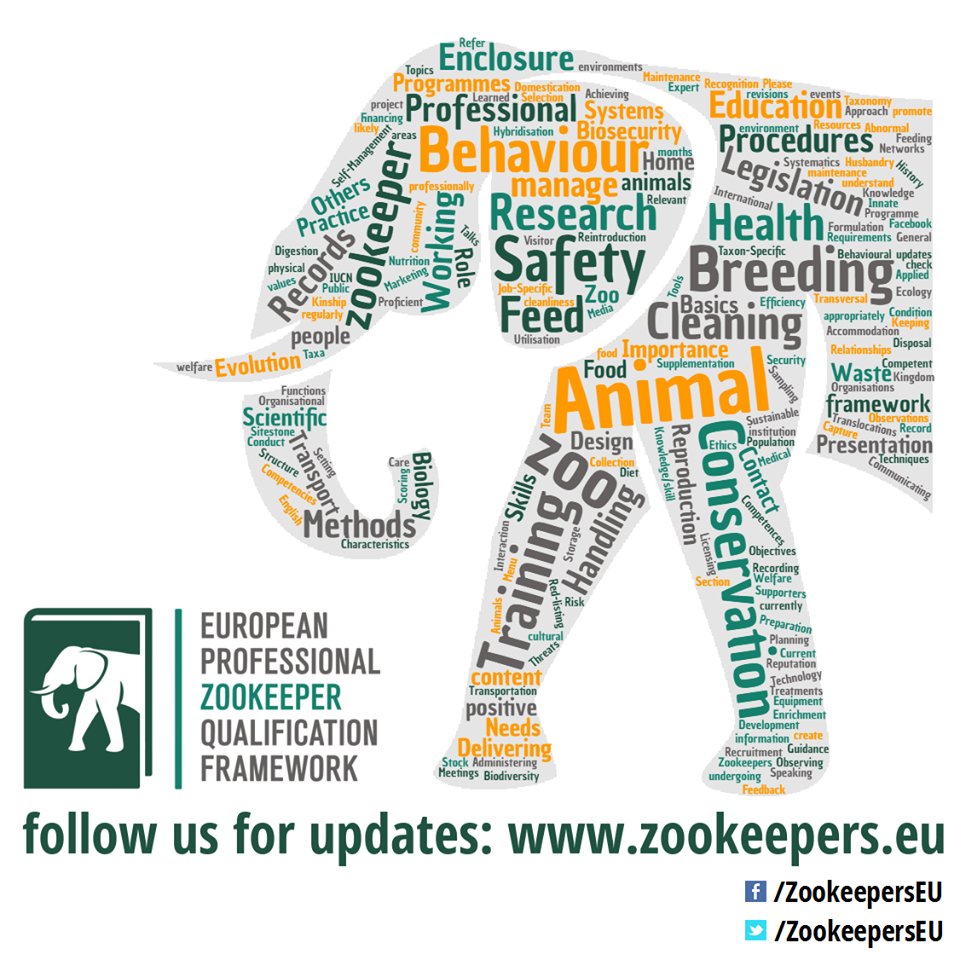 Refer
Enclosure
environments
Topics
Programmes
Learned
Domestication
Selection
Achieving
Maintenance
Expert
Recognition
Please
revisions
events
project
Professional
Systems
Education
Taxonomy
Approach
promote
financing
likely
areas
Hybridisation
Biosecurity
environment
Resources
Abnormal
Feeding
Networks
Self-Management
Behaviour
months
Home
Procedures
Systematics
Husbandry
History
zookeeper
professionally
manage
animals
Relevant
Legislation
maintenance
understand
Knowledge
Innate
Others
Practice
community
Working
Research
International
Programme
Facebook
Formulation
Requirements
General
Records
Talks
Role
Visitor
Reintroduction
Health
Taxon-Specific
Behavioural
updates
check
Applied
Digestion
physical
values
IUCN
Public
Nutrition
Marketing
Safety
Breeding
Ecology
Kinship
regularly
Proficient
Job-Specific
cleanliness
Zoo
Media
Tools
Basics
Efficiency
Transversal
appropriately
Condition
Keeping
people
Feed
Utilisation
Cleaning
Accommodation
Disposal
welfare
Evolution
Taxa
food
Importance
Supplementation
Security
Relationships
Competent
Food
Animal
Sampling
Waste
Kingdom
Organisations
Functions
Organisational
Scientific
Team
Sustainable
institution
Population
framework
Observations
Translocations
Capture
Record
Sitestone
Conduct
Structure
Setting
Transport
Care
Scoring
Biology
Zoo
Design
Collection
Diet
Knowledge/skill
Reproduction
Ethics
Conservation
Contact
Medical
Presentation
Techniques
Communicating
Competencies
English
Methods
Characteristics
Skills
Training
Handling
Storage
Interaction
Menu
Animals
Red-listing
Risk
cultural
Threats
Licensing
Section
Competences
Objectives
Recording
Welfare
Supporters
currently
Preparation
Planning
Current
Reputation
Technology
Treatments
Equipment
Enrichment
content
Transportation
positive
Needs
Delivering
Stock
Administering
Meetings
Biodiversity
Development
information
create
Recruitment
Guidance
Zookeepers
Observing
undergoing
Speaking
Feedback
EUROPEAN
PROFESSIONAL
ZOOKEEPER
QUALIFICATION
FRAMEWORK
follow us for updates: www.zookeepers.eu
f /ZookeepersEU
/ZookeepersEU